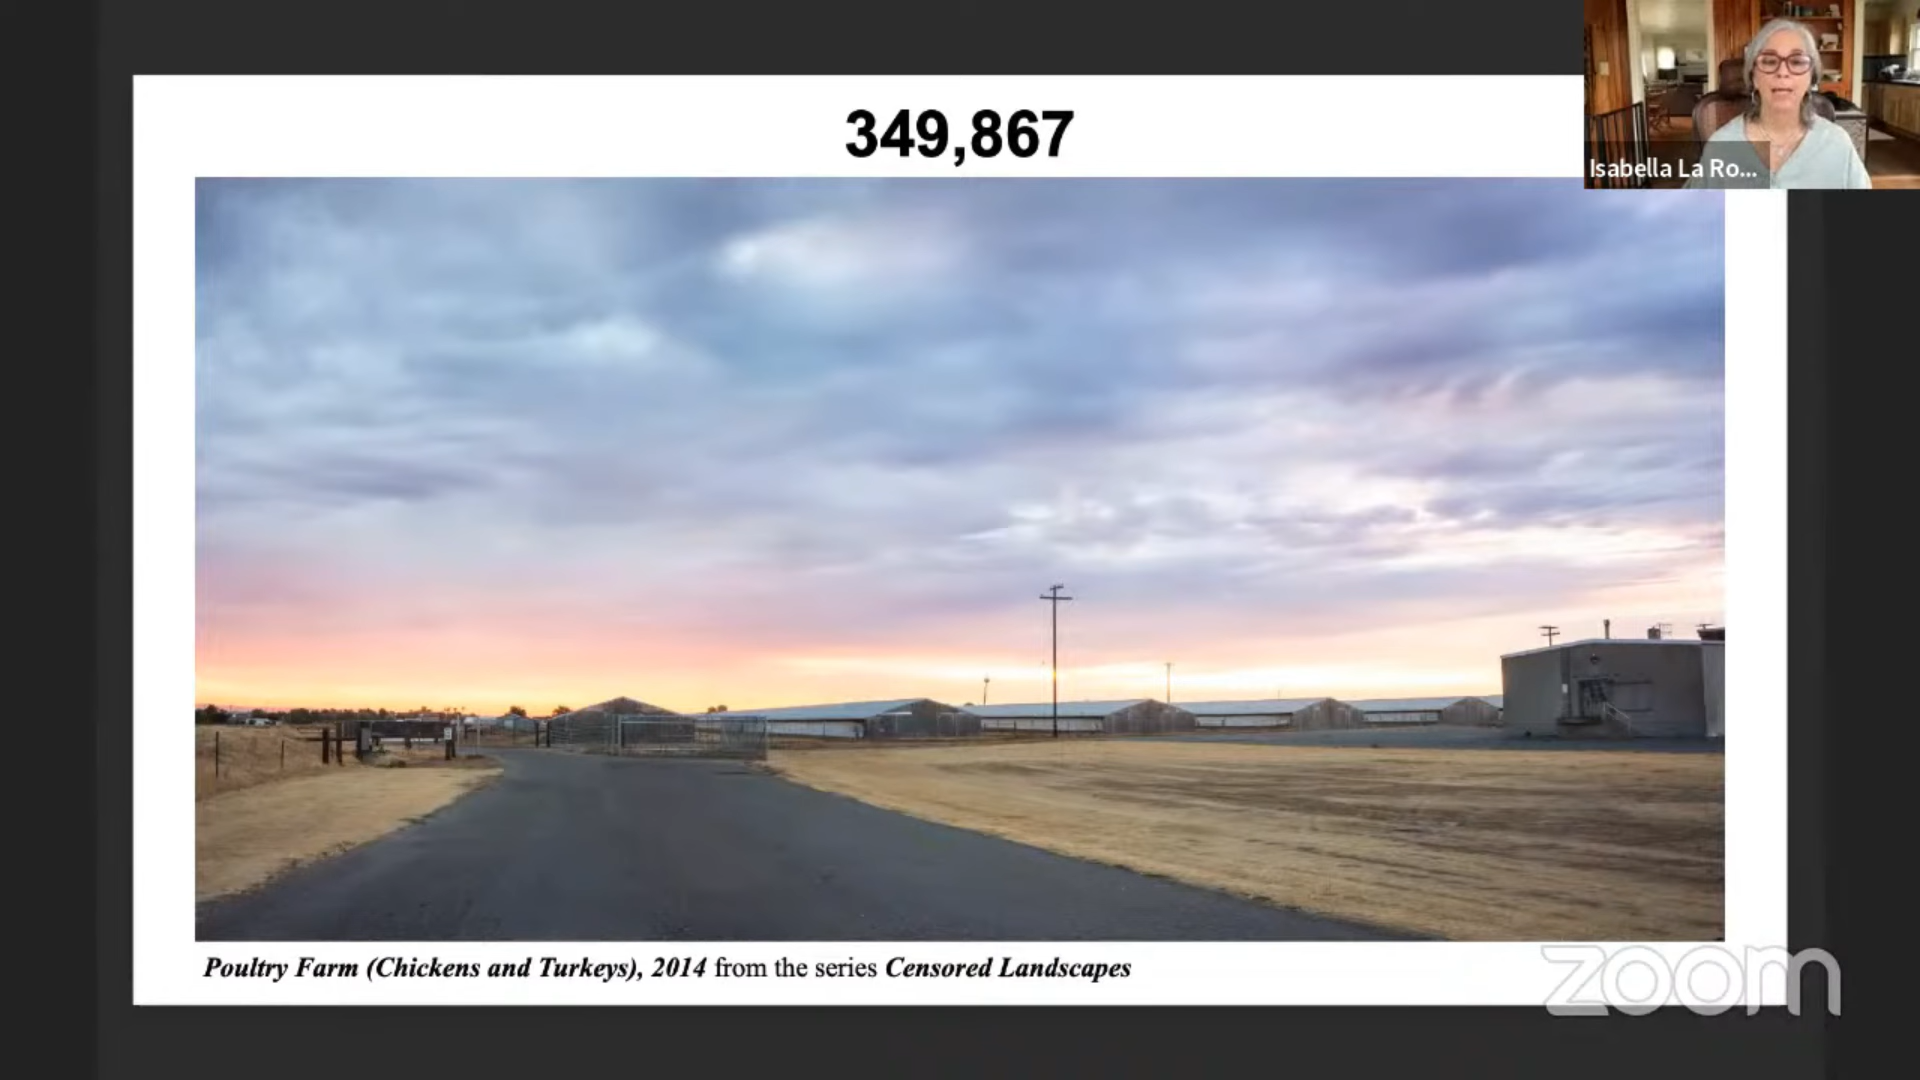 349,867
Isabella La Ro...
Poultry Farm (Chickens and Turkeys), 2014 from the series Censored Landscapes
zoom